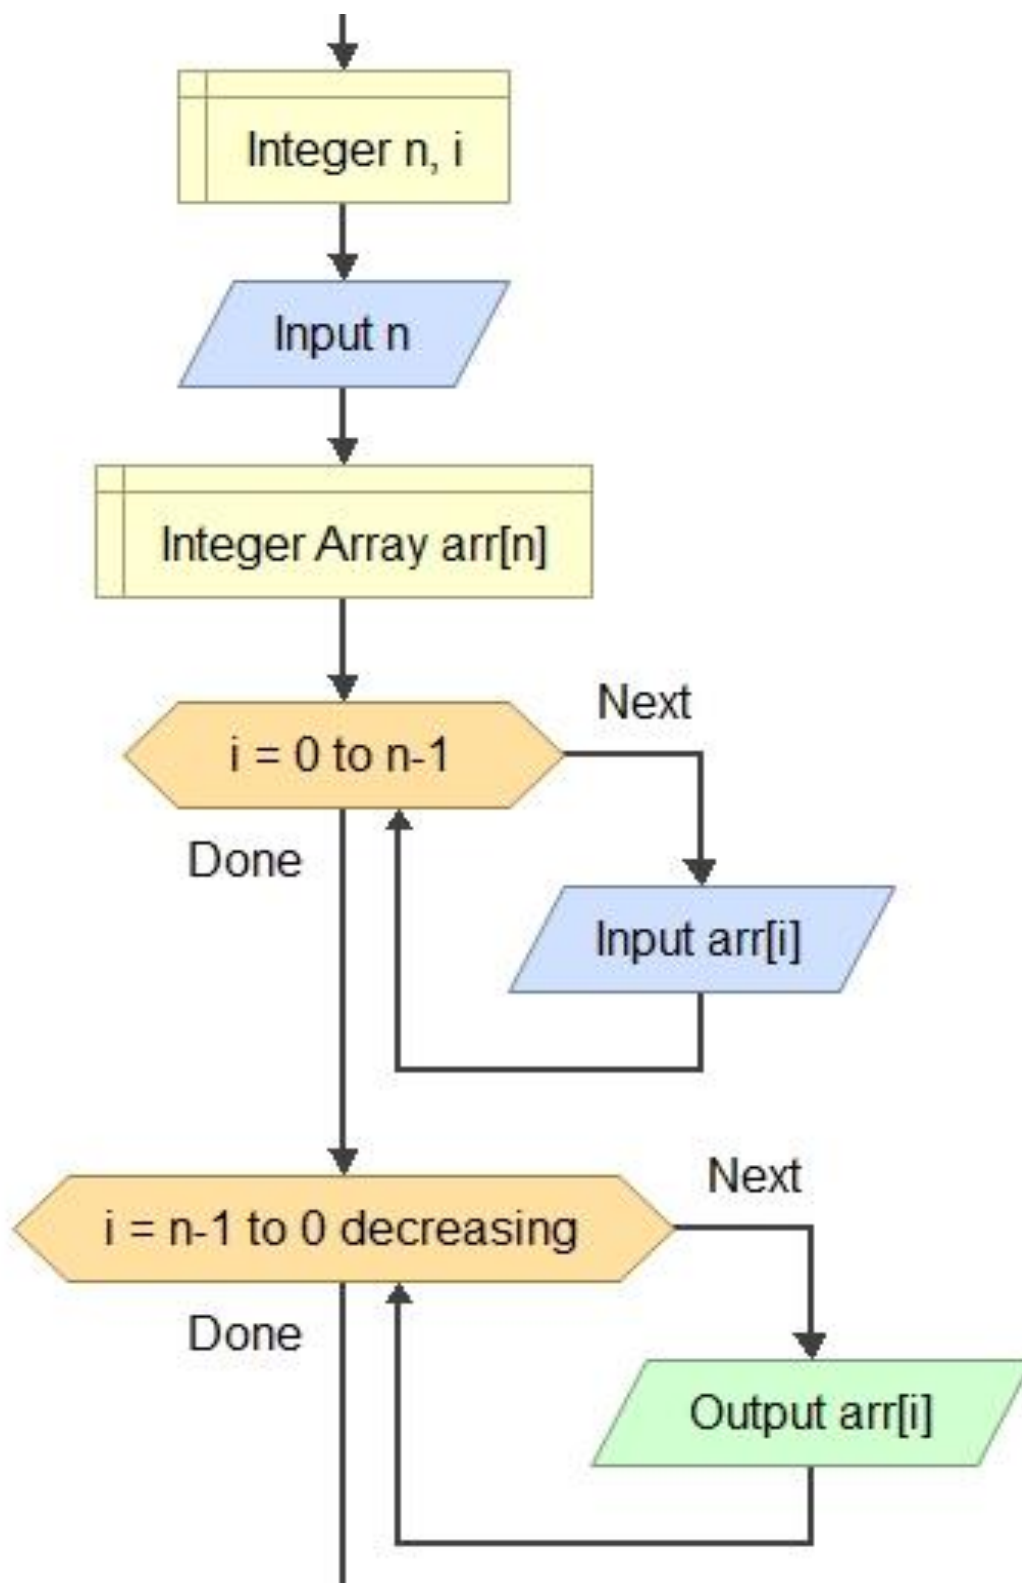 Integer n, i
Input n
Integer Array arr[n]
i = 0 to n-1
Next
Done
Input arr[i]
i = n-1 to 0 decreasing
Next
Done
Output arr[i]